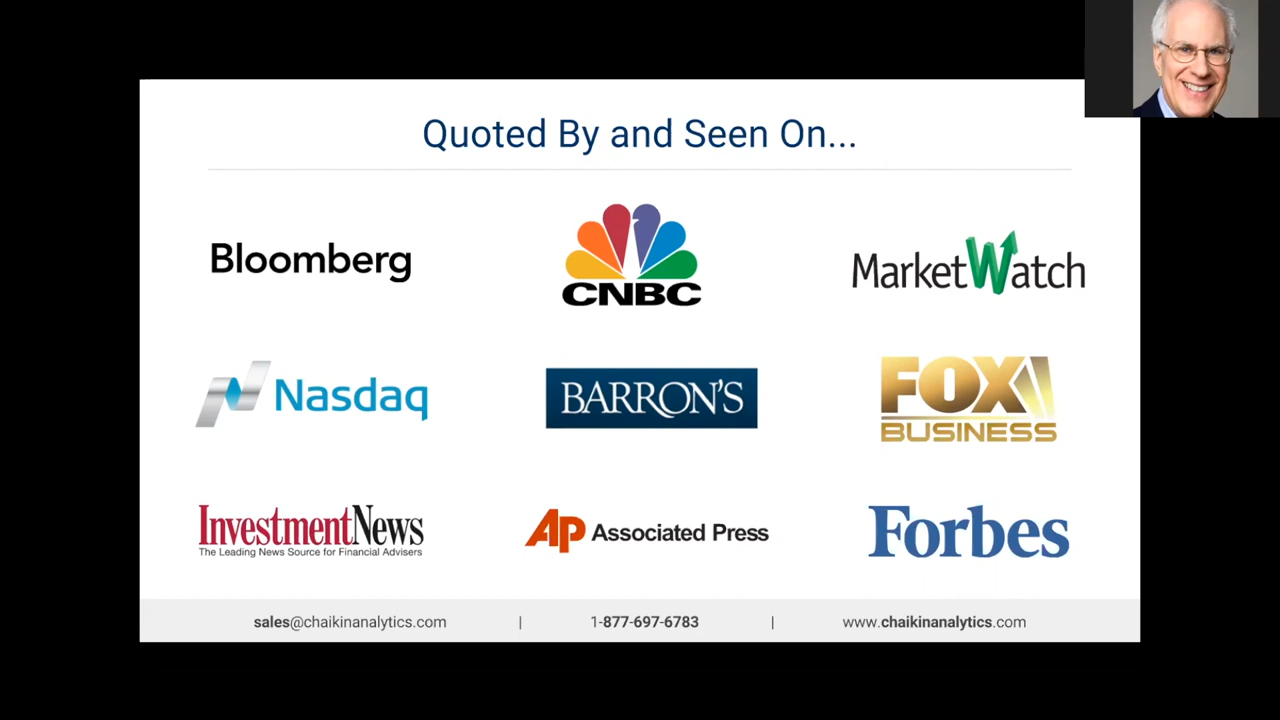 Quoted By and Seen On...
Bloomberg
CNBC
MarketWatch
Nasdaq
BARRON'S
FOX
BUSINESS
InvestmentNews
The Leading News Source for Financial Advisers
AP Associated Press
Forbes
sales@chaikinanalytics.com | 1-877-697-6783 | www.chaikinanalytics.com